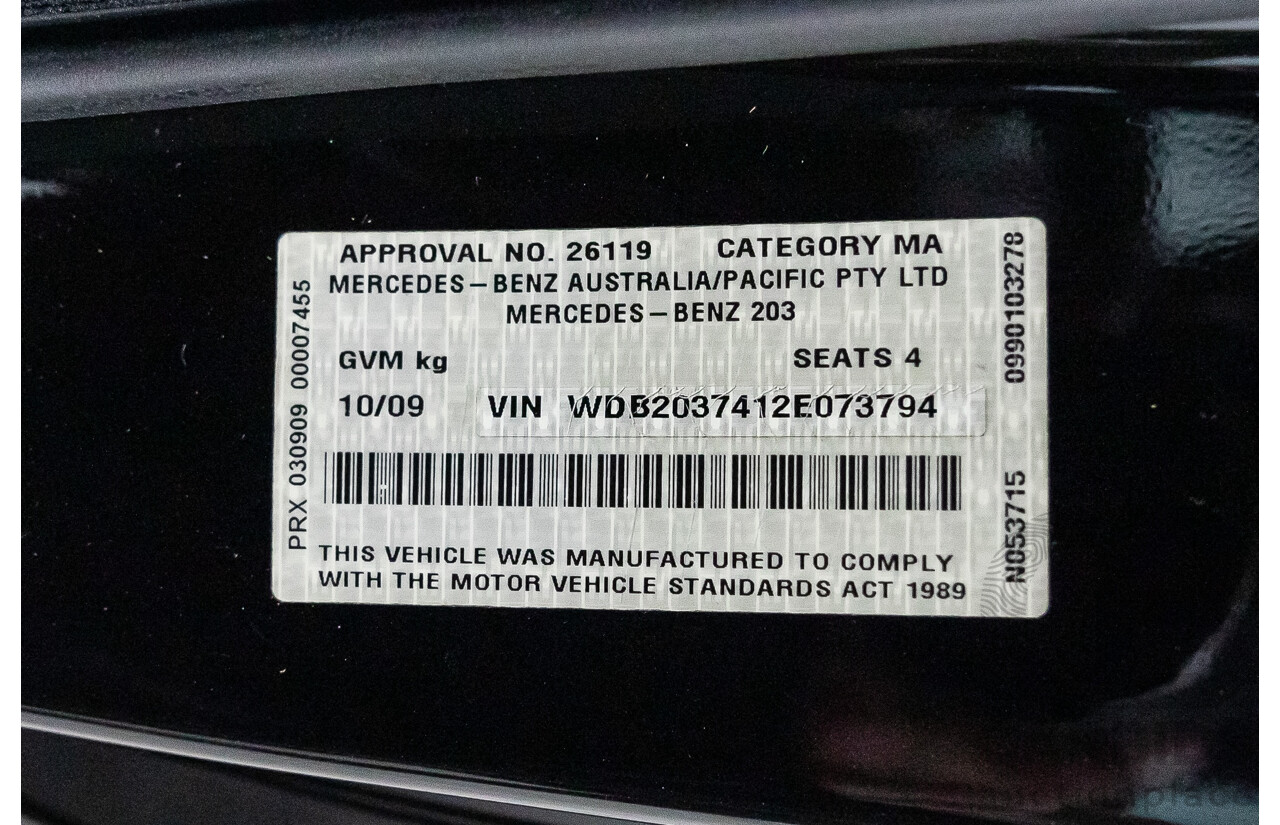 APPROVAL NO. 26119 CATEGORY MA
MERCEDES-BENZ AUSTRALIA/PACIFIC PTY LTD
MERCEDES-BENZ 203
GVM kg SEATS 4
10/09 VIN WDB2037412E073794
THIS VEHICLE WAS MANUFACTURED TO COMPLY
WITH THE MOTOR VEHICLE STANDARDS ACT 1989
PRX 030909 00007455
N053715 0990103278